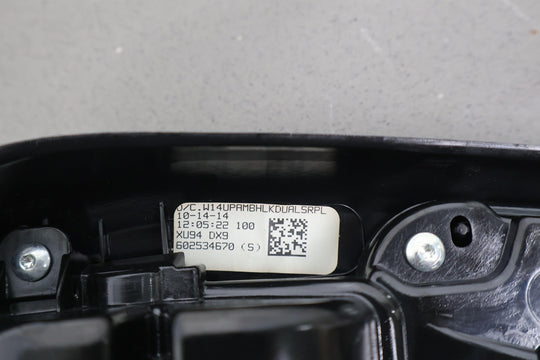 J/C.W14UPAMBHLKDUALSRPL
10-14-14
12:05:22 100
XU94 DX9
602534670 (S)